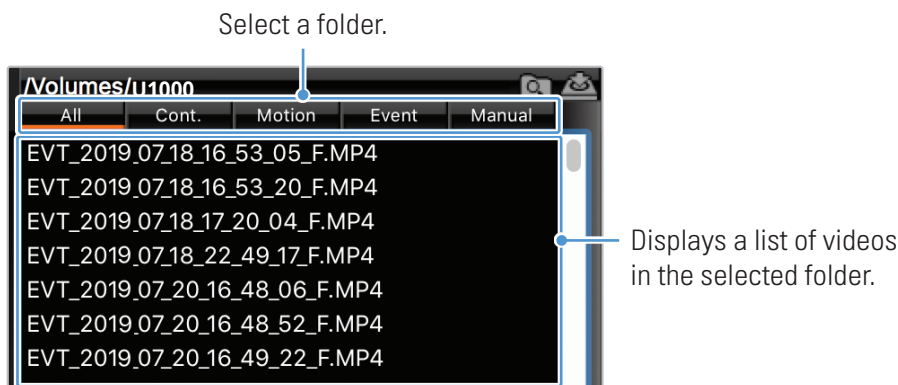 Select a folder.
/Volumes/U1000
All Cont. Motion Event Manual
EVT_2019_07_18_16_53_05_F.MP4
EVT_2019_07_18_16_53_20_F.MP4
EVT_2019_07_18_17_20_04_F.MP4
EVT_2019_07_18_22_49_17_F.MP4
EVT_2019_07_20_16_48_06_F.MP4
EVT_2019_07_20_16_48_52_F.MP4
EVT_2019_07_20_16_49_22_F.MP4
Displays a list of videos
in the selected folder.